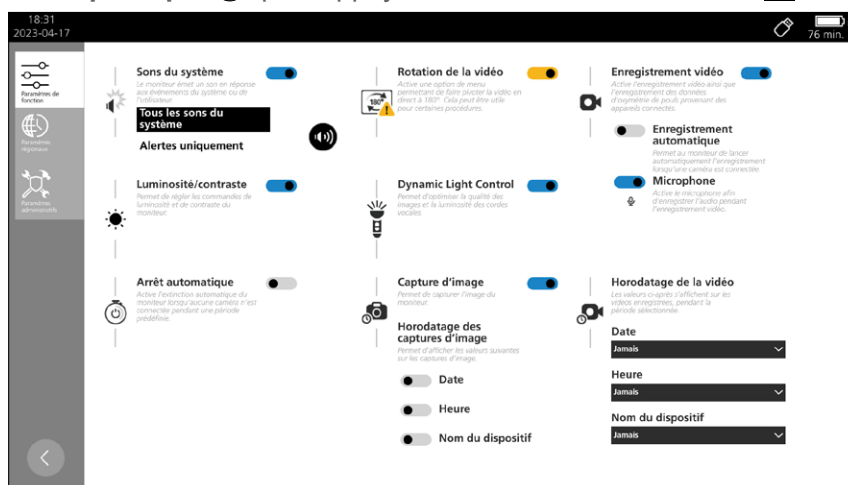 18:31
2023-04-17
76 min.
Paramètres de
fonction
Paramètres
régionaux
Paramètres
administratifs
Sons du système
Le moniteur émet un son en réponse
aux événements du système ou de
l'utilisateur
Tous les sons du
système
Alertes uniquement
Luminosité/contraste
Permet de régler les commandes de
luminosité et de contraste du
moniteur.
Arrêt automatique
Active l'extinction automatique du
moniteur lorsqu'aucune caméra n'est
connectée pendant une période
prédéfinie.
Rotation de la vidéo
Active une option de menu
permettant de faire pivoter la vidéo en
direct à 180°. Cela peut être utile
pour certaines procédures.
180°
Dynamic Light Control
Permet d'optimiser la qualité des
images et la luminosité des cordes
vocales
Capture d'image
Permet de capturer l'image du
moniteur.
Horodatage des
captures d'image
Permet d'afficher les valeurs suivantes
sur les captures d'image.
Date
Heure
Nom du dispositif
Enregistrement vidéo
Active l'enregistrement vidéo ainsi que
l'enregistrement des données
d'oxymétrie de pouls provenant des
appareils connectés.
Enregistrement
automatique
Permet au moniteur de lancer
automatiquement l'enregistrement
lorsqu'une caméra est connectée
Microphone
Active le microphone afin
d'enregistrer l'audio pendant
l'enregistrement vidéo.
Horodatage de la vidéo
Les valeurs ci-après s'affichent sur les
vidéos enregistrées, pendant la
période sélectionnée.
Date
Jamais
Heure
Jamais
Nom du dispositif
Jamais